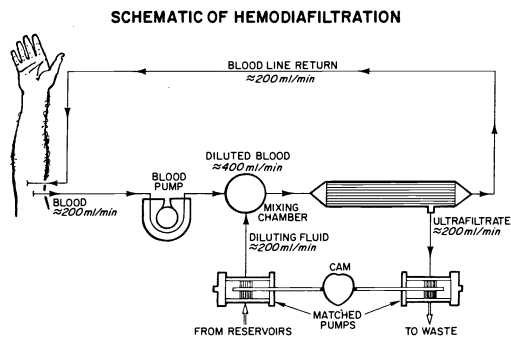 SCHEMATIC OF HEMODIAFILTRATION
BLOOD LINE RETURN
≈200ml/min
DILUTED BLOOD
≈400ml/min
BLOOD
PUMP
MIXING
CHAMBER
BLOOD
≈200ml/min
ULTRAFILTRATE
≈200ml/min
DILUTING FLUID
≈200ml/min
CAM
MATCHED
PUMPS
FROM RESERVOIRS
TO WASTE